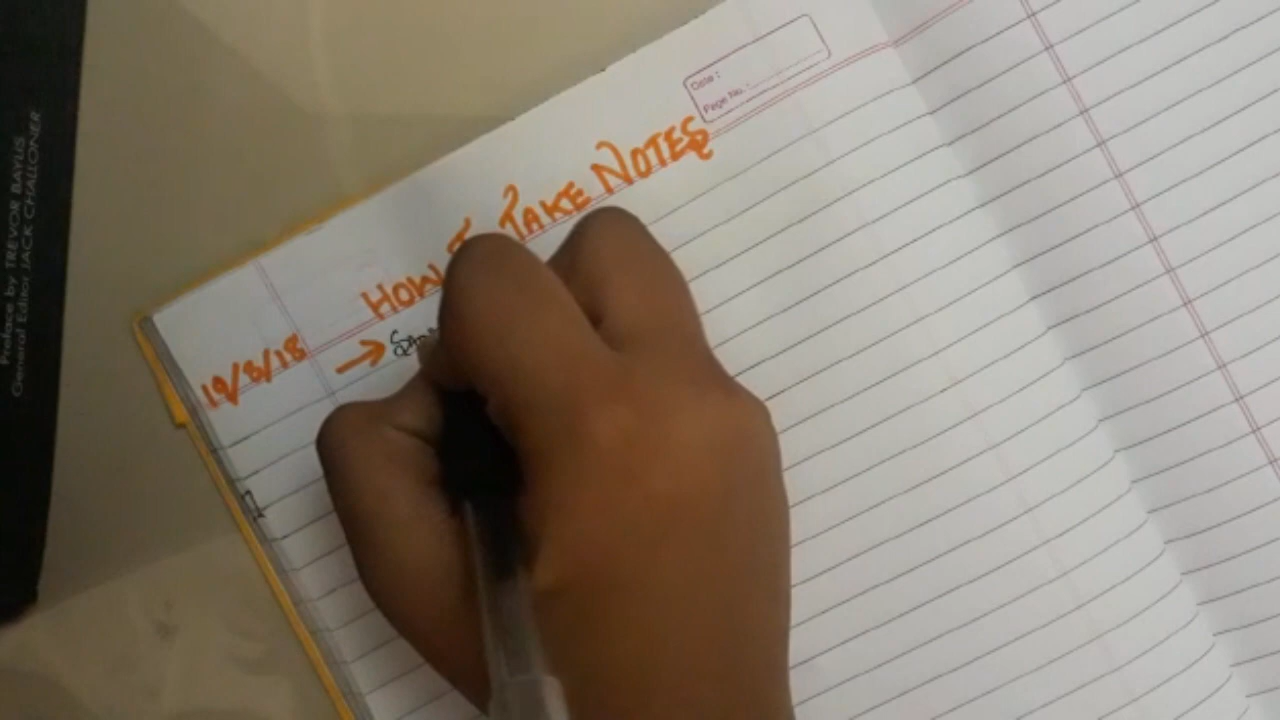 Preface by TREVOR BAYLIS
General Editor JACK CHALLONER
Date :
Page No. :
HOW I TAKE NOTES
19/8/18
→